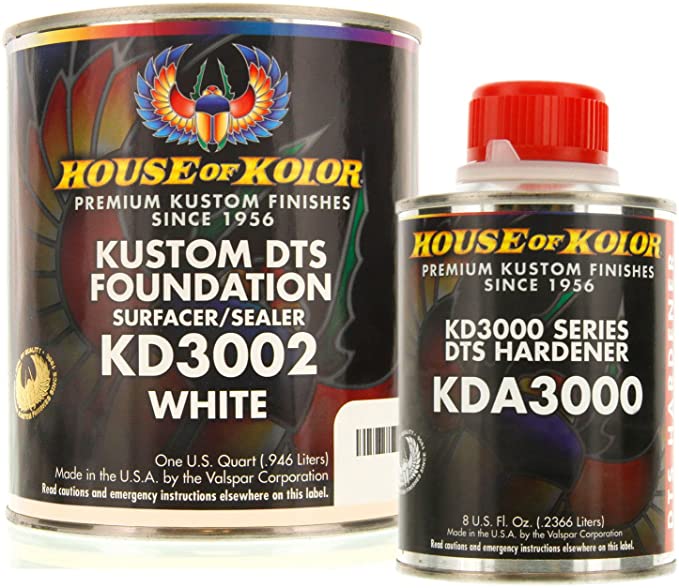 HOUSE OF KOLOR
PREMIUM KUSTOM FINISHES
SINCE 1956
KUSTOM DTS
FOUNDATION
SURFACER/SEALER
KD3002
WHITE
One U.S. Quart (.946 Liters)
Made in the U.S.A. by the Valspar Corporation
Read cautions and emergency instructions elsewhere on this label.
HOUSE OF KOLOR
PREMIUM KUSTOM FINISHES
SINCE 1956
KD3000 SERIES
DTS HARDENER
KDA3000
8 U.S. Fl. Oz. (.2366 Liters)
Made in the U.S.A. by the Valspar Corporation
Read cautions and emergency instructions elsewhere on this label.
DTS HARDENER